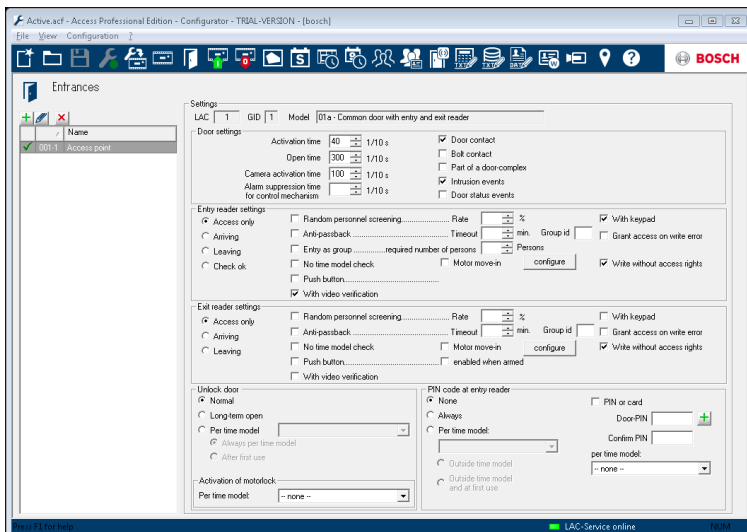 Active.acf - Access Professional Edition - Configurator - TRIAL-VERSION - [bosch]
File View Configuration ?
BOSCH
Entrances
Name
001-1 Access point
Settings
LAC 1 GID 1 Model 01a - Common door with entry and exit reader
Door settings
Activation time 40 1/10 s Door contact
Open time 300 1/10 s Bolt contact
Camera activation time 100 1/10 s Part of a door-complex
Alarm suppression time for control mechanism 1/10 s Intrusion events
Door status events
Entry reader settings
Access only Random personnel screening Rate % With keypad
Arriving Anti-passback Timeout min. Group id Grant access on write error
Leaving Entry as group required number of persons Persons
Check ok No time model check Motor move-in configure Write without access rights
Push button
With video verification
Exit reader settings
Access only Random personnel screening Rate % With keypad
Arriving Anti-passback Timeout min. Group id Grant access on write error
Leaving No time model check Motor move-in configure Write without access rights
Push button enabled when armed
With video verification
Unlock door
Normal
Long-term open
Per time model
Always per time model
After first use
Activation of motorlock
Per time model: -- none --
PIN code at entry reader
None PIN or card
Always Door-PIN
Per time model: Confirm PIN
per time model:
Outside time model -- none --
Outside time model
and at first use
Press F1 for help LAC-Service online NUM